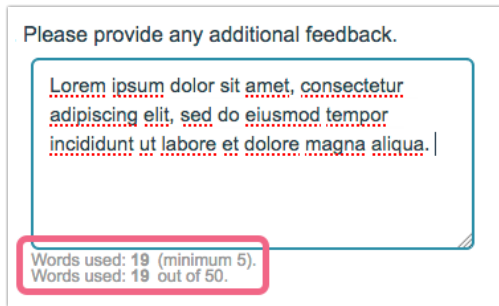 Please provide any additional feedback.
Lorem ipsum dolor sit amet, consectetur
adipiscing elit, sed do eiusmod tempor
incididunt ut labore et dolore magna aliqua.
Words used: 19 (minimum 5).
Words used: 19 out of 50.